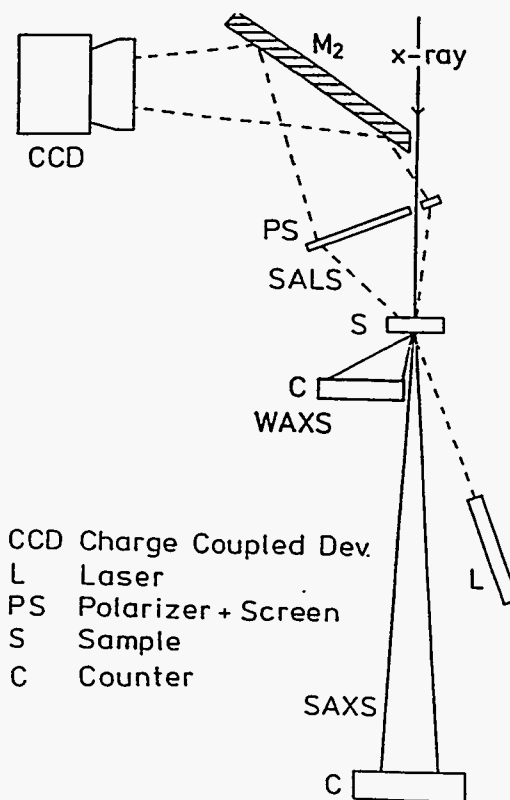 M2
x-ray
CCD
PS
SALS
S
C
WAXS
CCD Charge Coupled Dev.
L Laser
PS Polarizer + Screen
S Sample
C Counter
L
SAXS
C